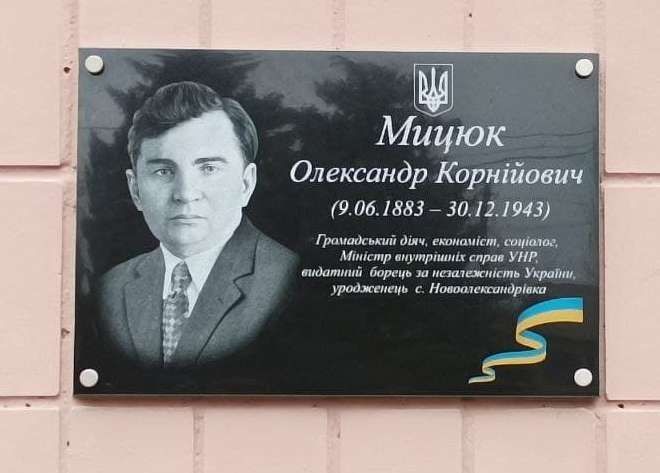 Мицюк
Олександр Корнійович
(9.06.1883 – 30.12.1943)
Громадський діяч, економіст, соціолог,
Міністр внутрішніх справ УНР,
видатний борець за незалежність України,
уродженець с. Новоолександрівка